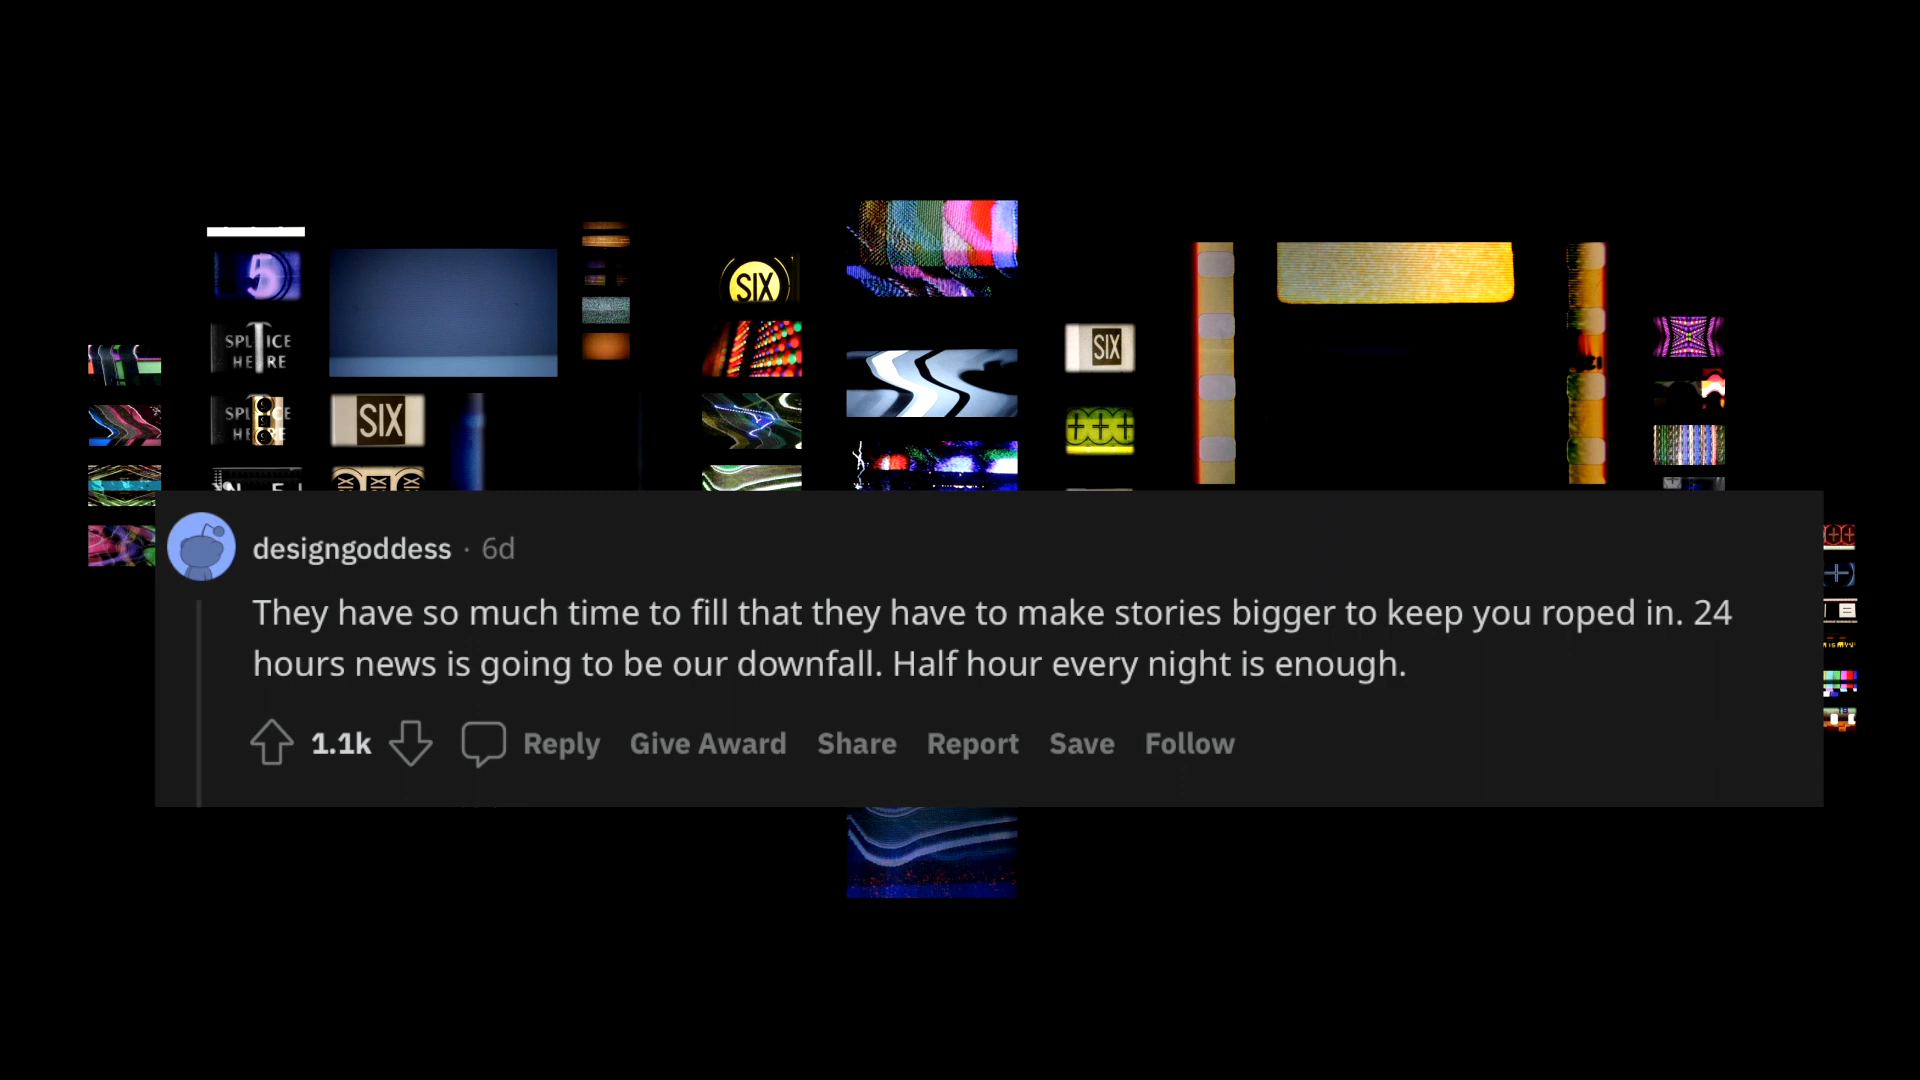 5
SIX
SPLICE
HERE
SIX
SIX
designgoddess · 6d
They have so much time to fill that they have to make stories bigger to keep you roped in. 24
hours news is going to be our downfall. Half hour every night is enough.
1.1k Reply Give Award Share Report Save Follow